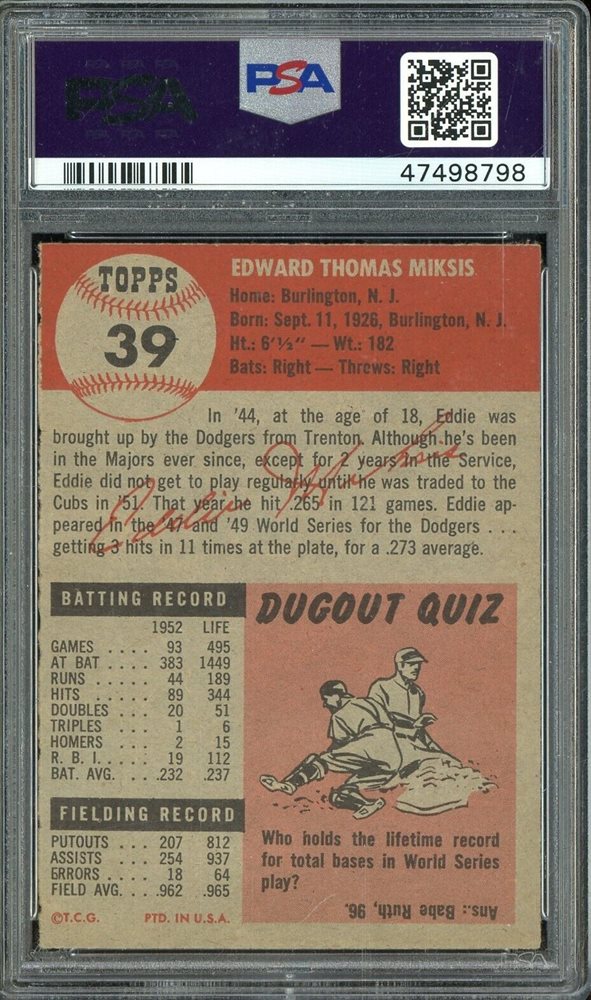 PSA
PSA
47498798
TOPPS
39
EDWARD THOMAS MIKSIS
Home: Burlington, N. J.
Born: Sept. 11, 1926, Burlington, N. J.
Ht.: 6'½" — Wt.: 182
Bats: Right — Throws: Right
In '44, at the age of 18, Eddie was
brought up by the Dodgers from Trenton. Although he's been
in the Majors ever since, except for 2 years in the Service,
Eddie did not get to play regularly until he was traded to the
Cubs in '51. That year he hit .265 in 121 games. Eddie ap-
peared in the '47 and '49 World Series for the Dodgers . . .
getting 3 hits in 11 times at the plate, for a .273 average.
Eddie Miksis
BATTING RECORD
1952 LIFE
GAMES . . . . 93 495
AT BAT . . . . 383 1449
RUNS . . . . . 44 189
HITS . . . . . 89 344
DOUBLES . . . 20 51
TRIPLES . . . 1 6
HOMERS . . . 2 15
R. B. I. . . . . 19 112
BAT. AVG. . . .232 .237
FIELDING RECORD
PUTOUTS . . . 207 812
ASSISTS . . . 254 937
ERRORS . . . . 18 64
FIELD AVG. . . .962 .965
©T.C.G. PTD. IN U.S.A.
DUGOUT QUIZ
Who holds the lifetime record
for total bases in World Series
play?
Ans.: Babe Ruth, 96.
PSA